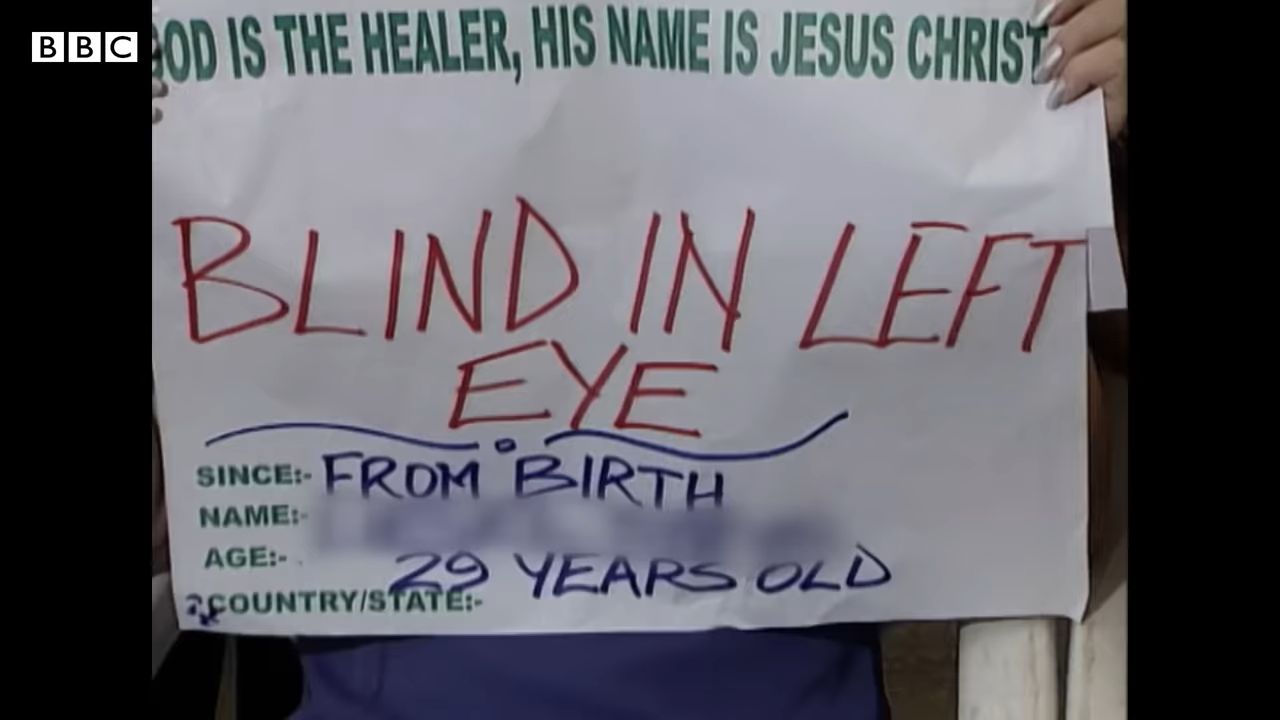 BBC
GOD IS THE HEALER, HIS NAME IS JESUS CHRIST
BLIND IN LEFT
EYE
SINCE:- FROM BIRTH
NAME:-
AGE:- 29 YEARS OLD
COUNTRY/STATE:-